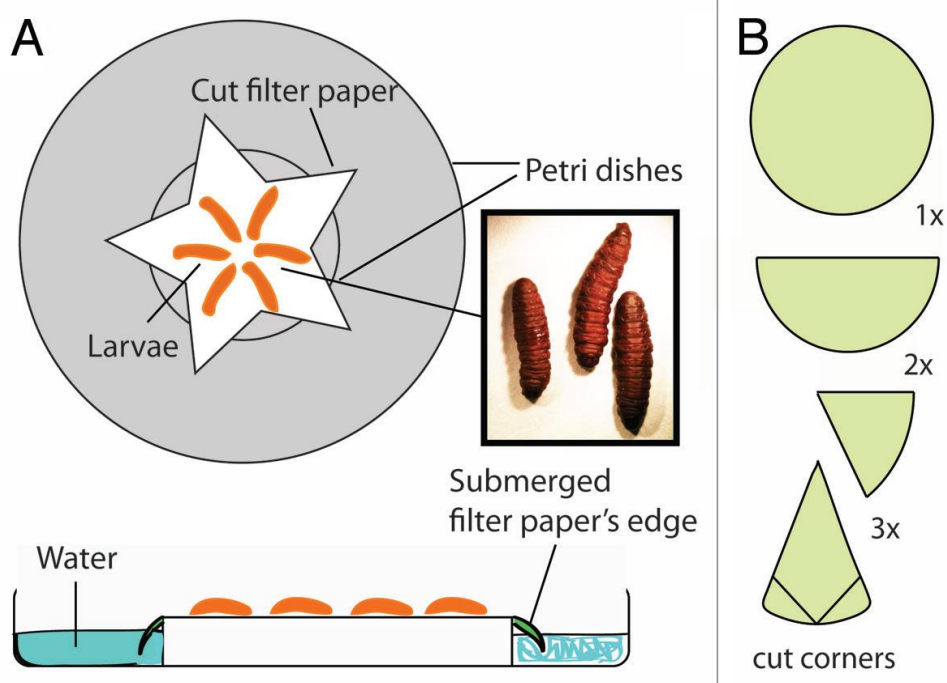 A
Cut filter paper
Petri dishes
Larvae
Submerged
filter paper's edge
Water
B
1x
2x
3x
cut corners